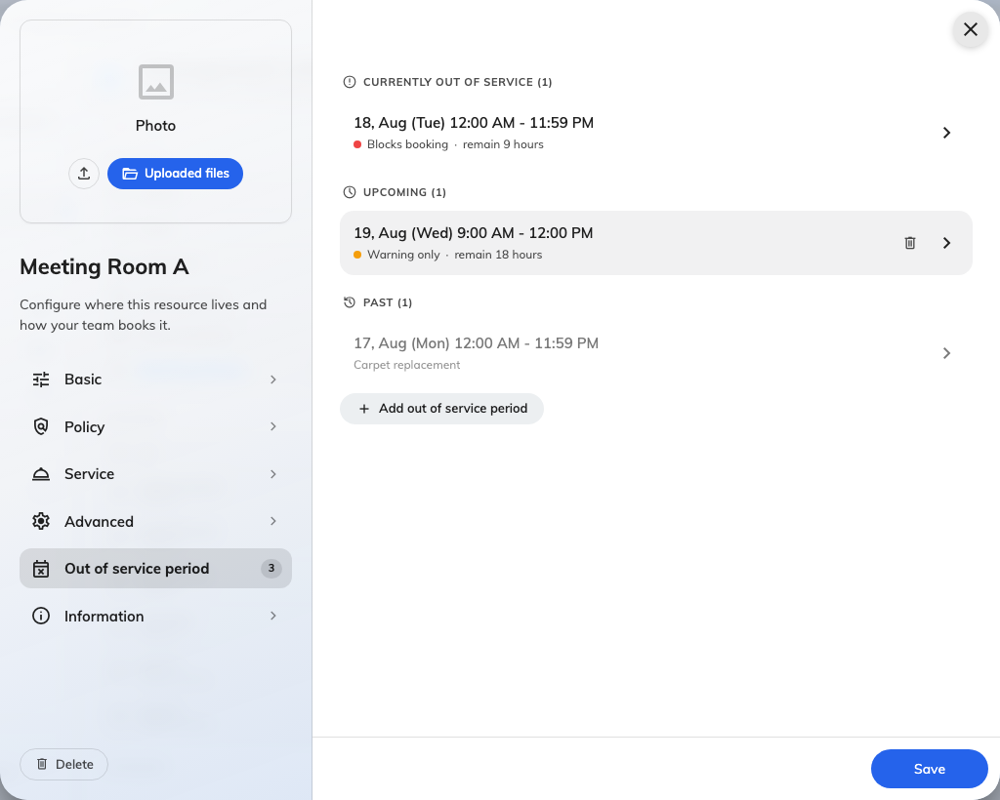 Photo
Uploaded files
Meeting Room A
Configure where this resource lives and
how your team books it.
Basic
Policy
Service
Advanced
Out of service period 3
Information
Delete
CURRENTLY OUT OF SERVICE (1)
18, Aug (Tue) 12:00 AM - 11:59 PM
Blocks booking · remain 9 hours
UPCOMING (1)
19, Aug (Wed) 9:00 AM - 12:00 PM
Warning only · remain 18 hours
PAST (1)
17, Aug (Mon) 12:00 AM - 11:59 PM
Carpet replacement
Add out of service period
Save